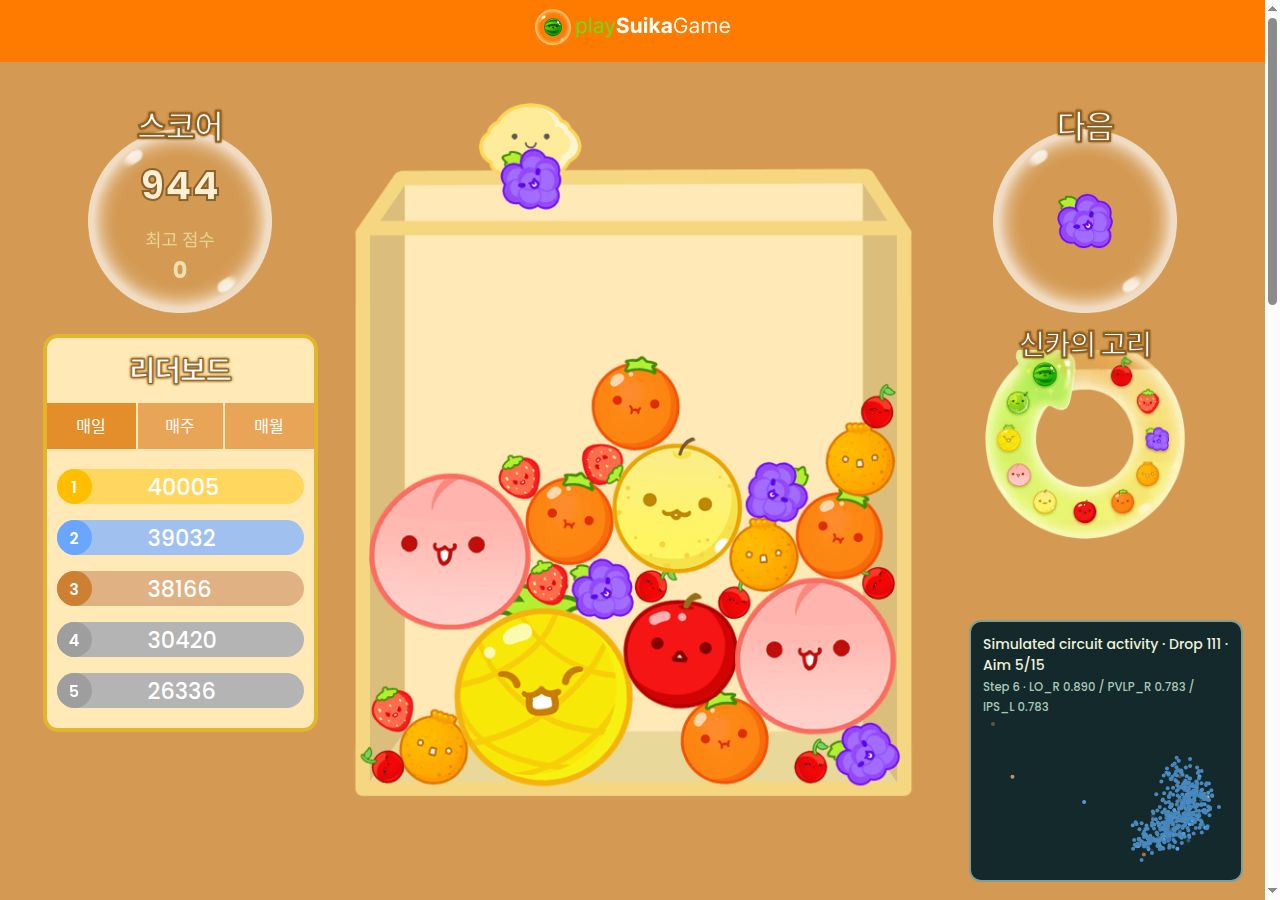 playSuikaGame
스코어
944
최고 점수
0
다음
리더보드
매일 매주 매월
1 40005
2 39032
3 38166
4 30420
5 26336
신카의 고리
Simulated circuit activity · Drop 111 ·
Aim 5/15
Step 6 · LO_R 0.890 / PVLP_R 0.783 /
IPS_L 0.783